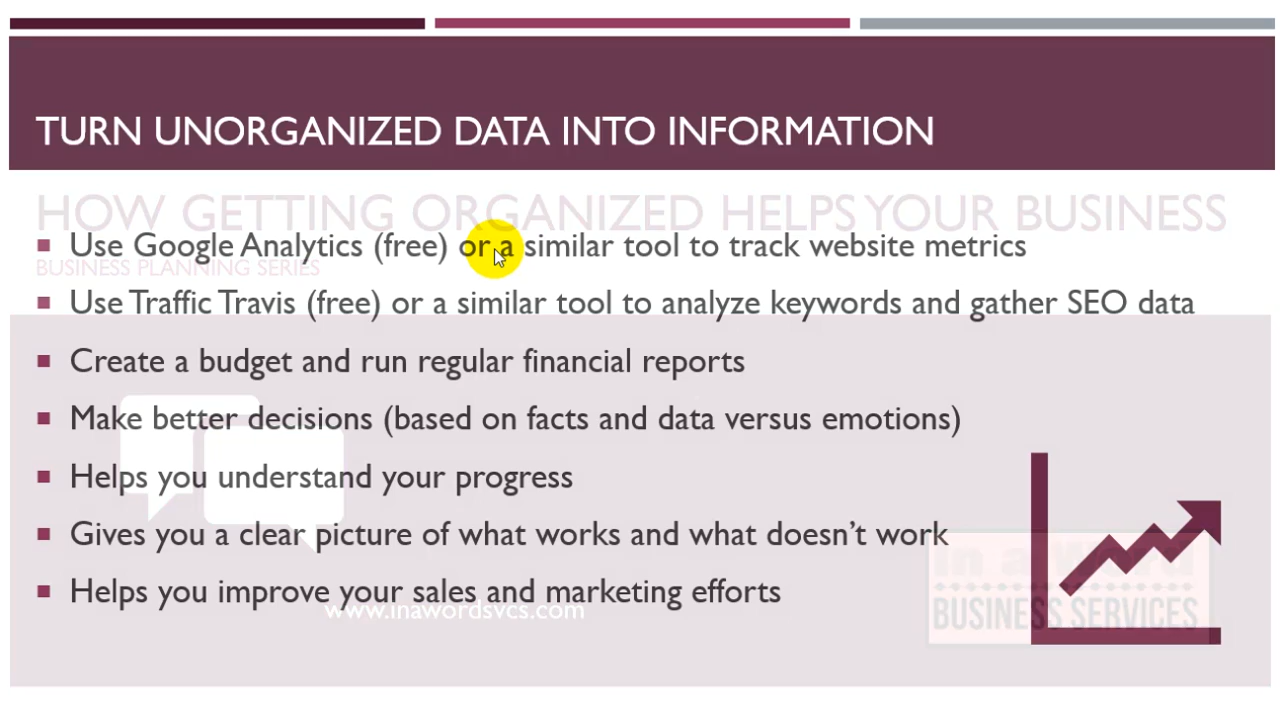 TURN UNORGANIZED DATA INTO INFORMATION
HOW GETTING ORGANIZED HELPS YOUR BUSINESS
Use Google Analytics (free) or a similar tool to track website metrics
BUSINESS PLANNING SERIES
Use Traffic Travis (free) or a similar tool to analyze keywords and gather SEO data
Create a budget and run regular financial reports
Make better decisions (based on facts and data versus emotions)
Helps you understand your progress
Gives you a clear picture of what works and what doesn’t work
In a Word
Helps you improve your sales and marketing efforts
www.inawordsvcs.com
BUSINESS SERVICES